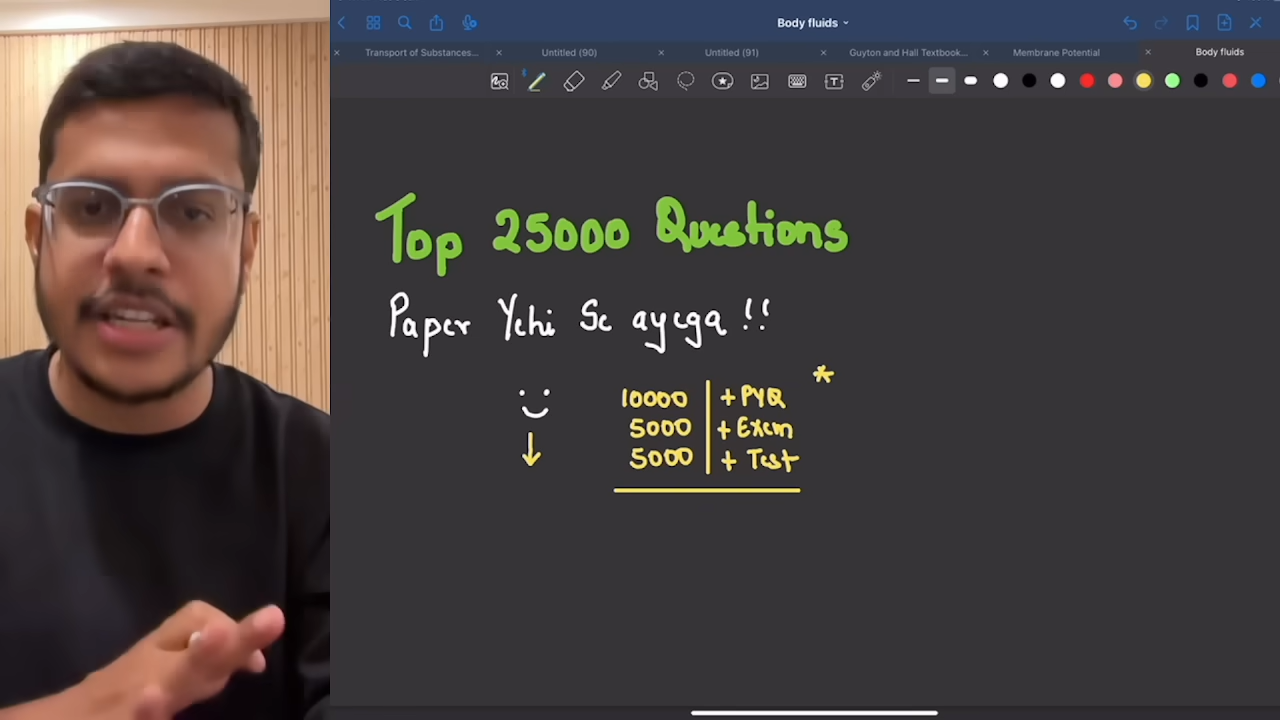 Body fluids
Transport of Substances... Untitled (90) Untitled (91) Guyton and Hall Textbook... Membrane Potential Body fluids
Top 25000 Questions
Paper Yehi Se ayega !!
10000 + PYQ *
5000 + Exam
5000 + Test